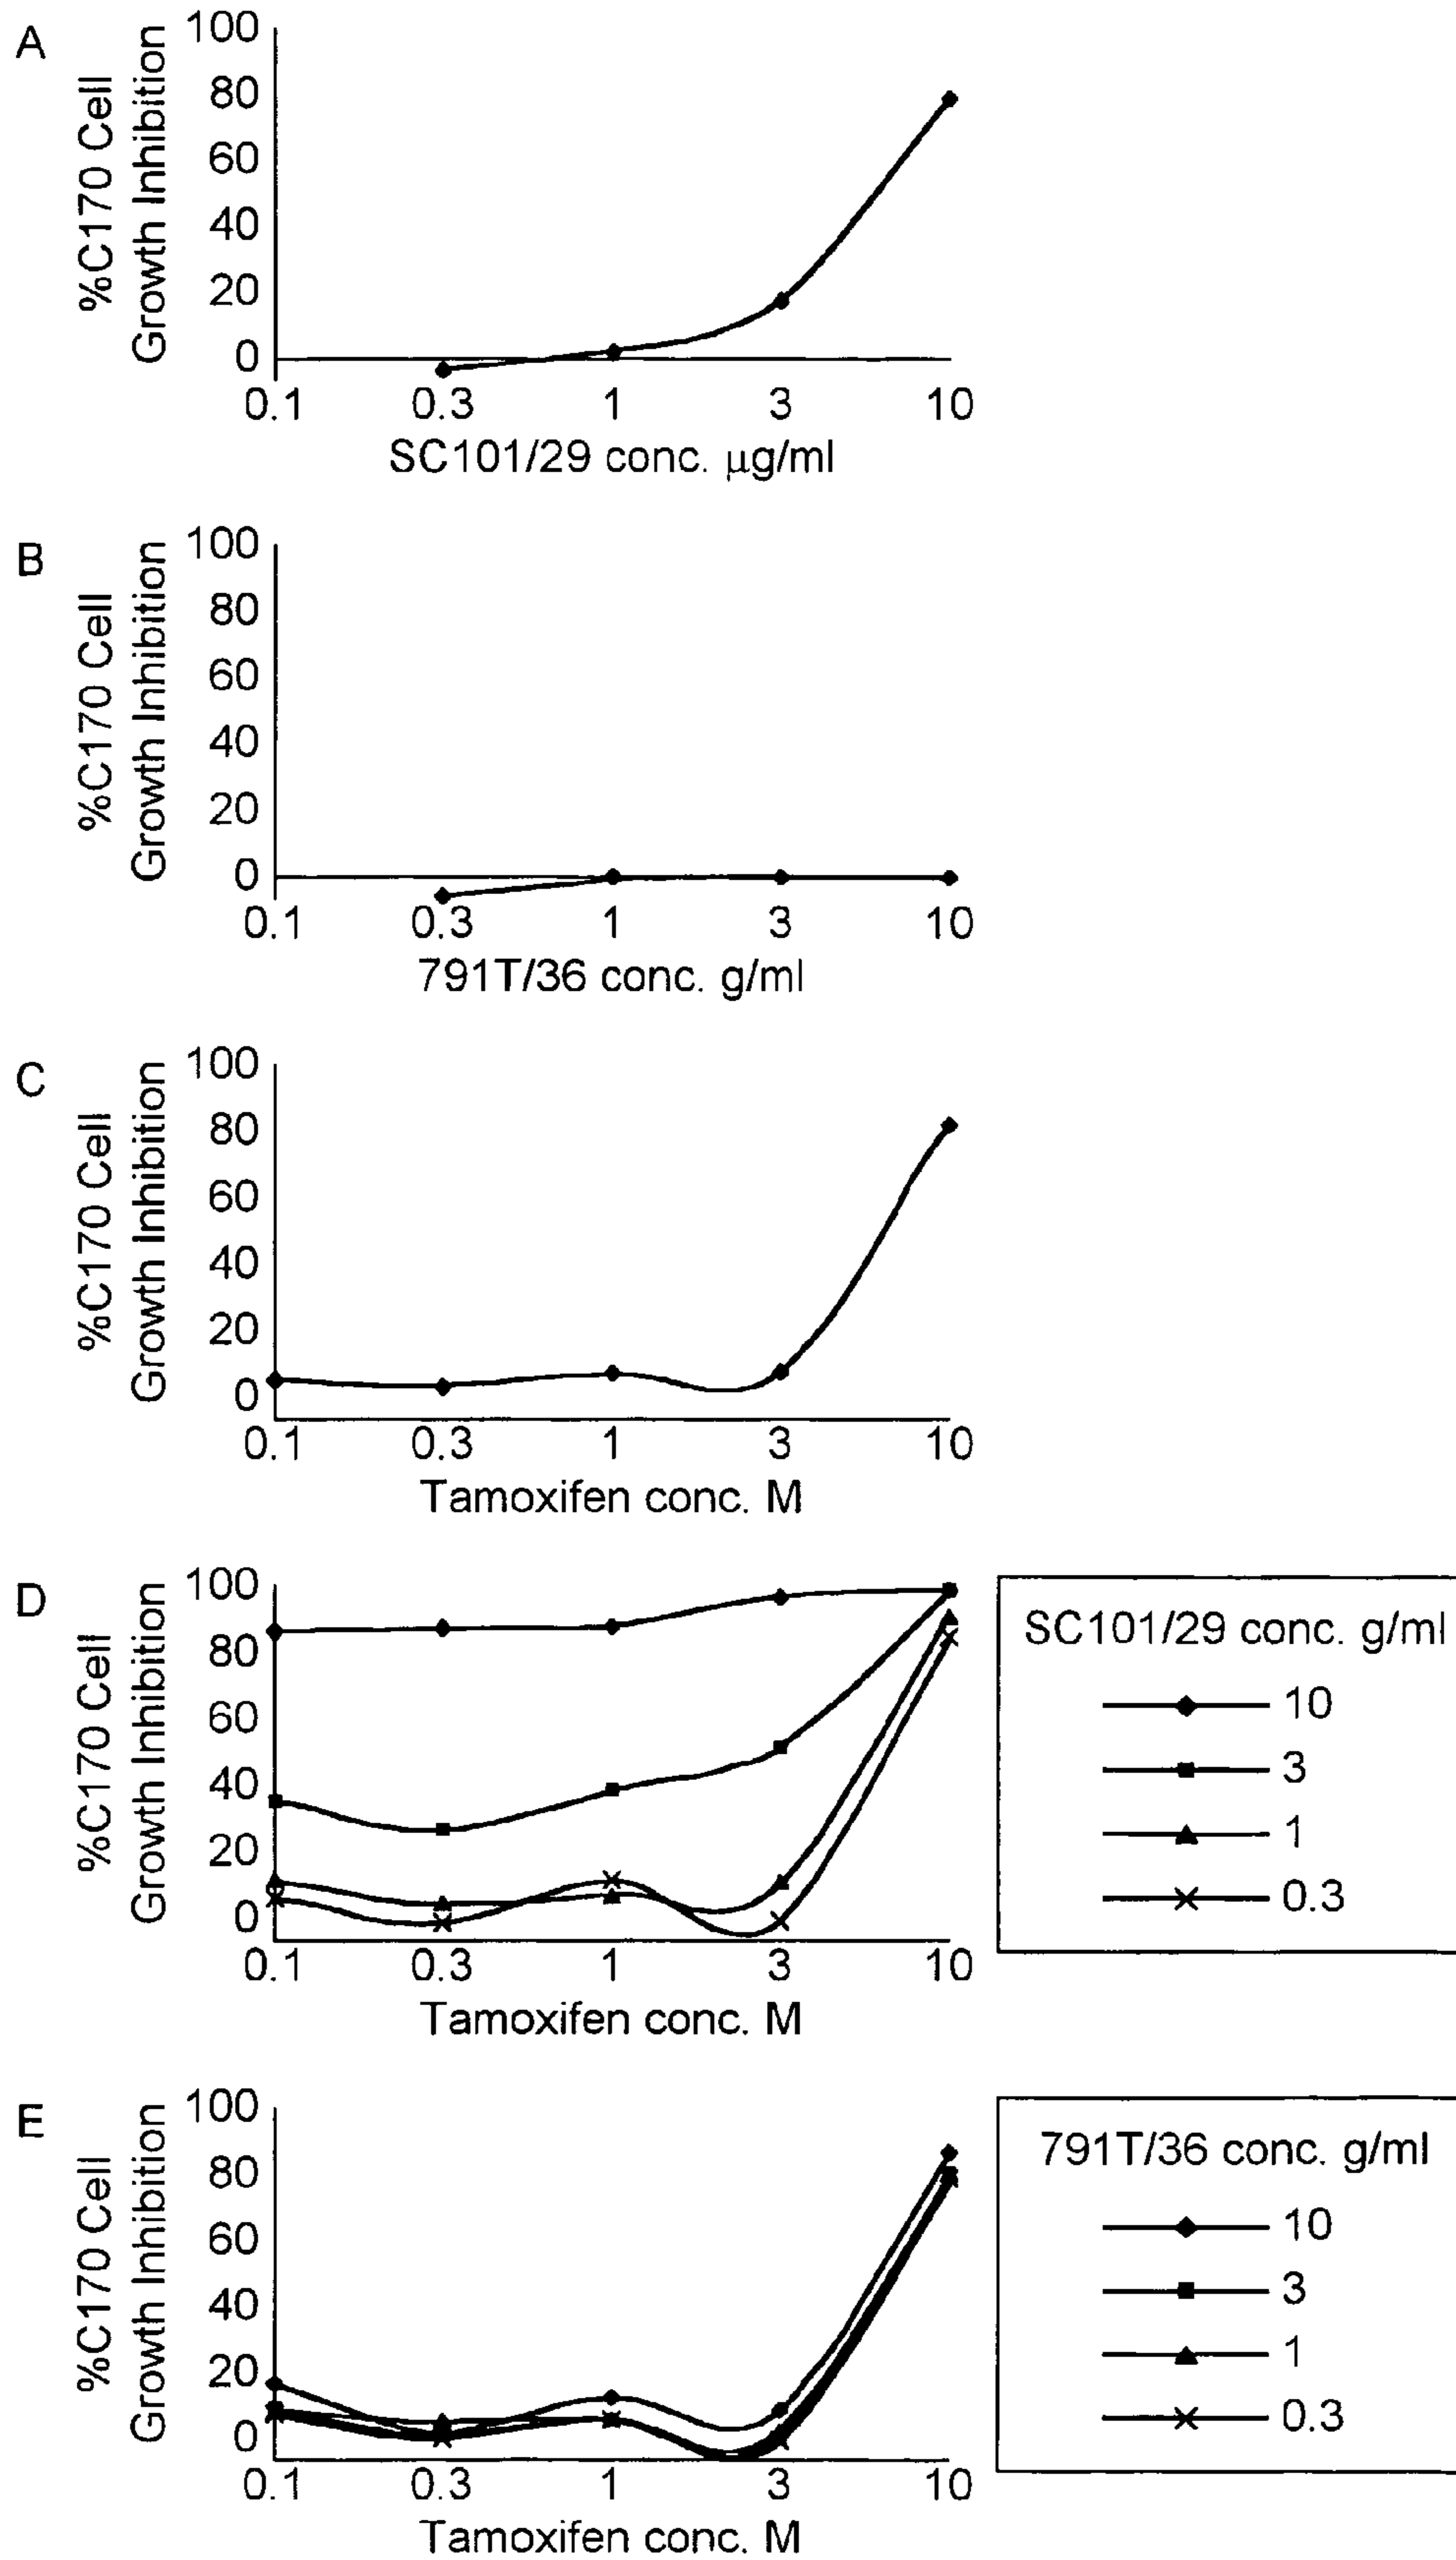 A
%C170 Cell
Growth Inhibition
100
80
60
40
20
0
0.1 0.3 1 3 10
SC101/29 conc. µg/ml
B
%C170 Cell
Growth Inhibition
100
80
60
40
20
0
0.1 0.3 1 3 10
791T/36 conc. g/ml
C
%C170 Cell
Growth Inhibition
100
80
60
40
20
0
0.1 0.3 1 3 10
Tamoxifen conc. M
D
%C170 Cell
Growth Inhibition
100
80
60
40
20
0
0.1 0.3 1 3 10
Tamoxifen conc. M
SC101/29 conc. g/ml
10
3
1
0.3
E
%C170 Cell
Growth Inhibition
100
80
60
40
20
0
0.1 0.3 1 3 10
Tamoxifen conc. M
791T/36 conc. g/ml
10
3
1
0.3